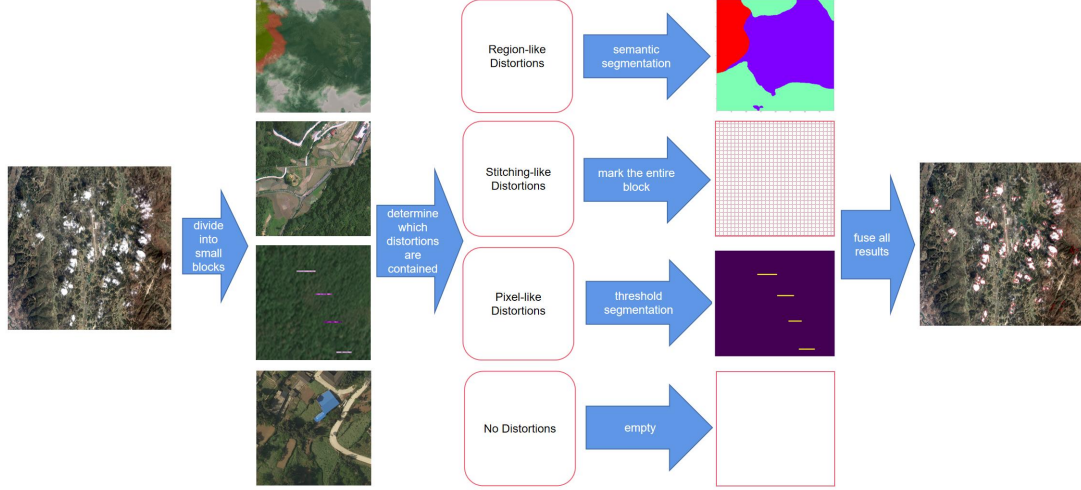 divide
into
small
blocks
determine
which
distortions
are
contained
Region-like
Distortions
semantic
segmentation
Stitching-like
Distortions
mark the entire
block
Pixel-like
Distortions
threshold
segmentation
No Distortions
empty
fuse all
results